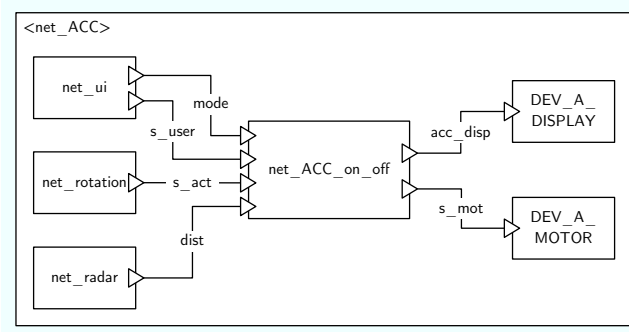 <net_ACC>
net_ui
mode
s_user
net_rotation
s_act
net_radar
dist
net_ACC_on_off
acc_disp
s_mot
DEV_A_
DISPLAY
DEV_A_
MOTOR